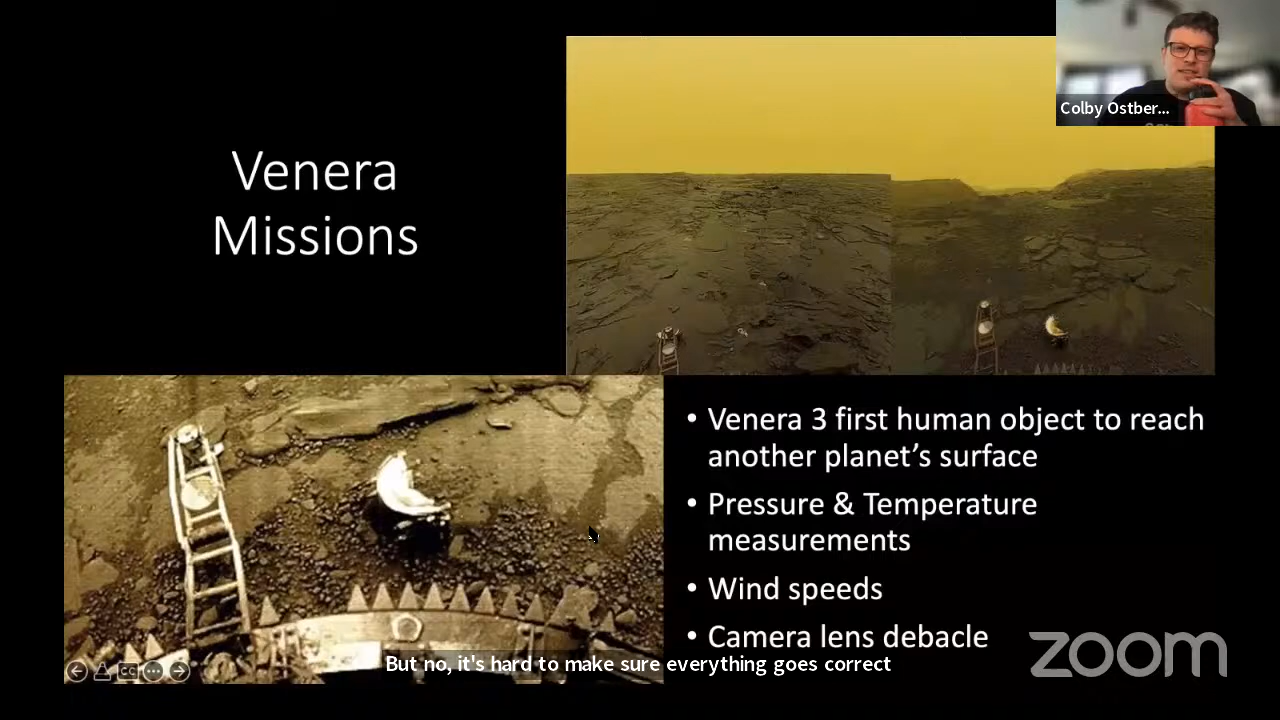 Colby Ostber...
Venera
Missions
• Venera 3 first human object to reach
another planet's surface
• Pressure & Temperature
measurements
• Wind speeds
• Camera lens debacle
CC
But no, it's hard to make sure everything goes correct
zoom